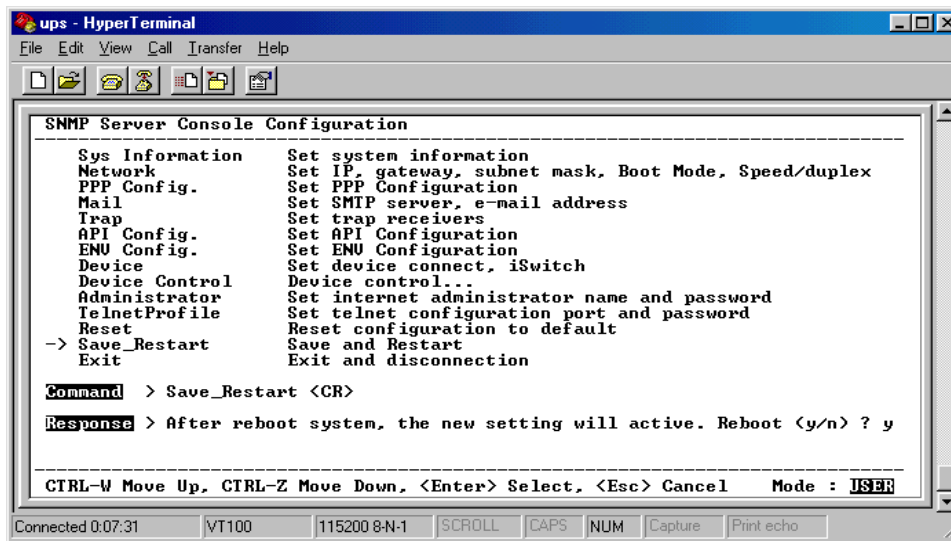 ups - HyperTerminal
File Edit View Call Transfer Help
SNMP Server Console Configuration
Sys Information Set system information
Network Set IP, gateway, subnet mask, Boot Mode, Speed/duplex
PPP Config. Set PPP Configuration
Mail Set SMTP server, e-mail address
Trap Set trap receivers
API Config. Set API Configuration
ENV Config. Set ENV Configuration
Device Set device connect, iSwitch
Device Control Device control...
Administrator Set internet administrator name and password
TelnetProfile Set telnet configuration port and password
Reset Reset configuration to default
-> Save_Restart Save and Restart
Exit Exit and disconnection
Command > Save_Restart <CR>
Response > After reboot system, the new setting will active. Reboot (y/n) ? y
CTRL-W Move Up, CTRL-Z Move Down, <Enter> Select, <Esc> Cancel Mode : USER
Connected 0:07:31 VT100 115200 8-N-1 SCROLL CAPS NUM Capture Print echo